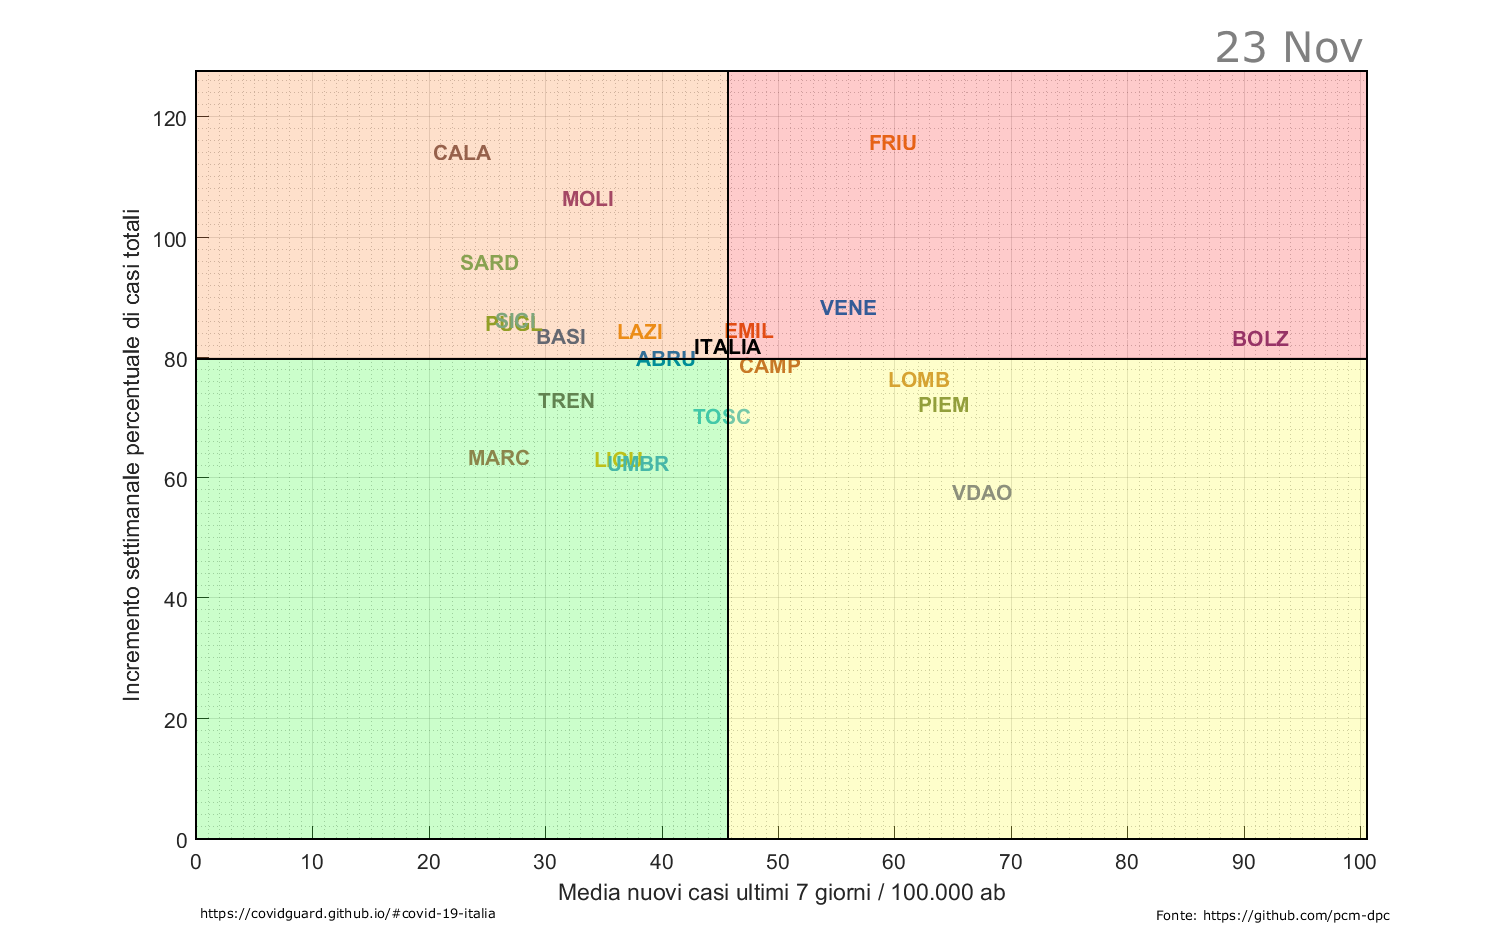 23 Nov
120
100
80
60
40
20
0
Incremento settimanale percentuale di casi totali
CALA
FRIU
MOLI
SARD
VENE
SICI
PUGL
BASI
LAZI
EMIL
BOLZ
ITALIA
ABRU
CAMP
LOMB
TREN
PIEM
TOSC
MARC
LIGU
UMBR
VDAO
0 10 20 30 40 50 60 70 80 90 100
Media nuovi casi ultimi 7 giorni / 100.000 ab
https://covidguard.github.io/#covid-19-italia
Fonte: https://github.com/pcm-dpc